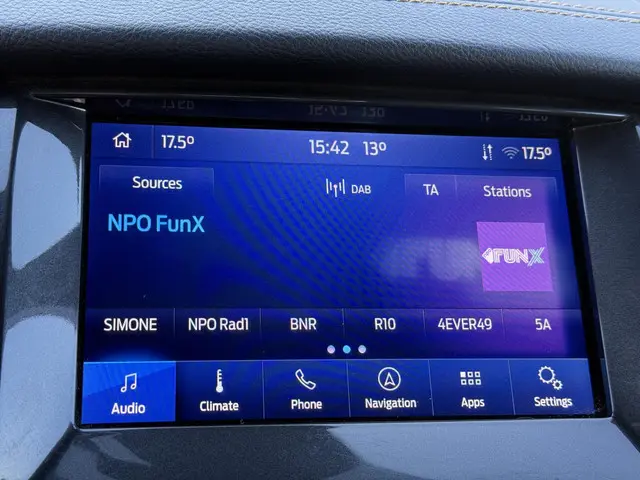 17.5° 15:42 13° 17.5°
Sources DAB TA Stations
NPO FunX
FUNX
SIMONE NPO Rad1 BNR R10 4EVER49 5A
Audio Climate Phone Navigation Apps Settings